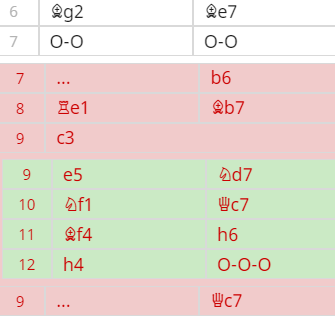 6 ♗g2 ♗e7
7 O-O O-O
7 ... b6
8 ♖e1 ♗b7
9 c3
9 e5 ♘d7
10 ♘f1 ♕c7
11 ♗f4 h6
12 h4 O-O-O
9 ... ♕c7